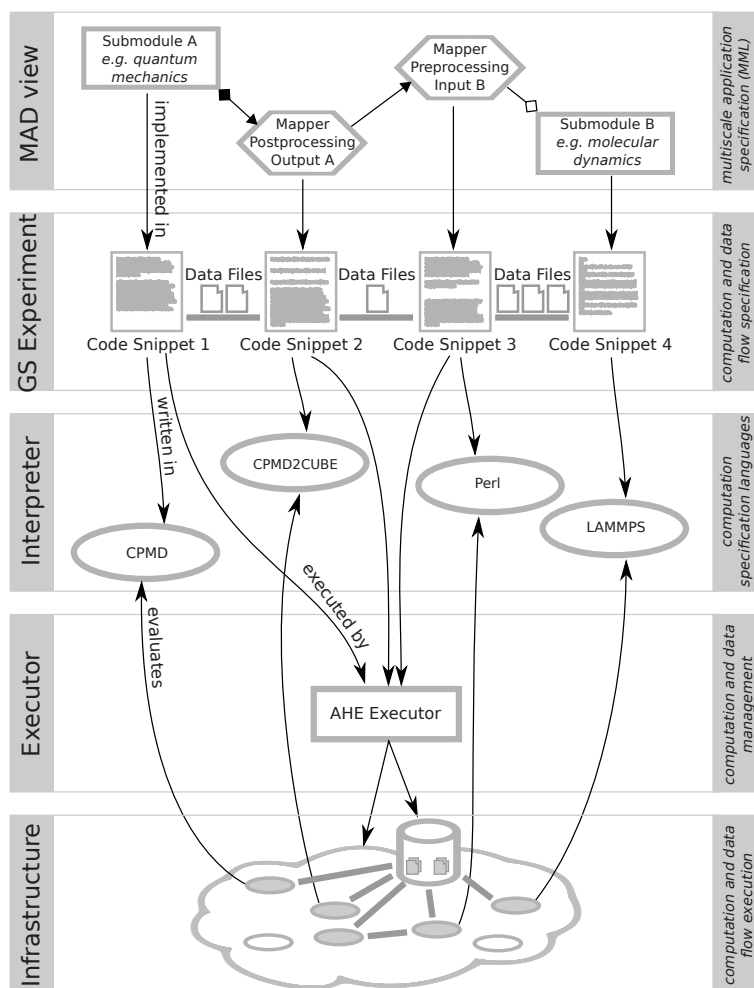 MAD view
Submodule A
e.g. quantum
mechanics
Mapper
Postprocessing
Output A
Mapper
Preprocessing
Input B
Submodule B
e.g. molecular
dynamics
multiscale application
specification (MML)
implemented in
GS Experiment
Data Files
Data Files
Data Files
Code Snippet 1
Code Snippet 2
Code Snippet 3
Code Snippet 4
computation and data
flow specification
Interpreter
written in
CPMD2CUBE
Perl
CPMD
LAMMPS
computation
specification languages
Executor
evaluates
executed by
AHE Executor
computation and data
management
Infrastructure
computation and data
flow execution